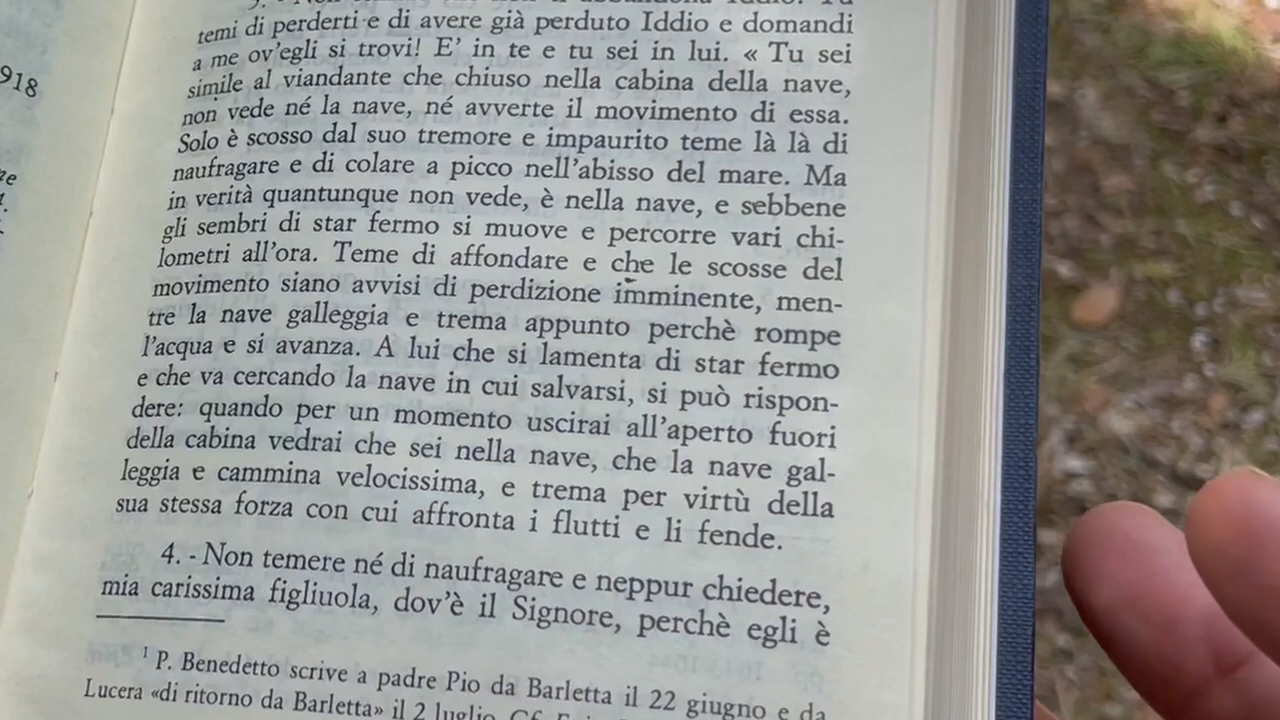 918
temi di perderti e di avere già perduto Iddio e domandi
a me ov'egli si trovi! E' in te e tu sei in lui. « Tu sei
simile al viandante che chiuso nella cabina della nave,
non vede né la nave, né avverte il movimento di essa.
Solo è scosso dal suo tremore e impaurito teme là là di
naufragare e di colare a picco nell'abisso del mare. Ma
in verità quantunque non vede, è nella nave, e sebbene
gli sembri di star fermo si muove e percorre vari chi-
lometri all'ora. Teme di affondare e che le scosse del
movimento siano avvisi di perdizione imminente, men-
tre la nave galleggia e trema appunto perchè rompe
l'acqua e si avanza. A lui che si lamenta di star fermo
e che va cercando la nave in cui salvarsi, si può rispon-
dere: quando per un momento uscirai all'aperto fuori
della cabina vedrai che sei nella nave, che la nave gal-
leggia e cammina velocissima, e trema per virtù della
sua stessa forza con cui affronta i flutti e li fende.
4. - Non temere né di naufragare e neppur chiedere,
mia carissima figliuola, dov'è il Signore, perchè egli è
¹ P. Benedetto scrive a padre Pio da Barletta il 22 giugno e da
Lucera «di ritorno da Barletta» il 2 luglio. Cf.